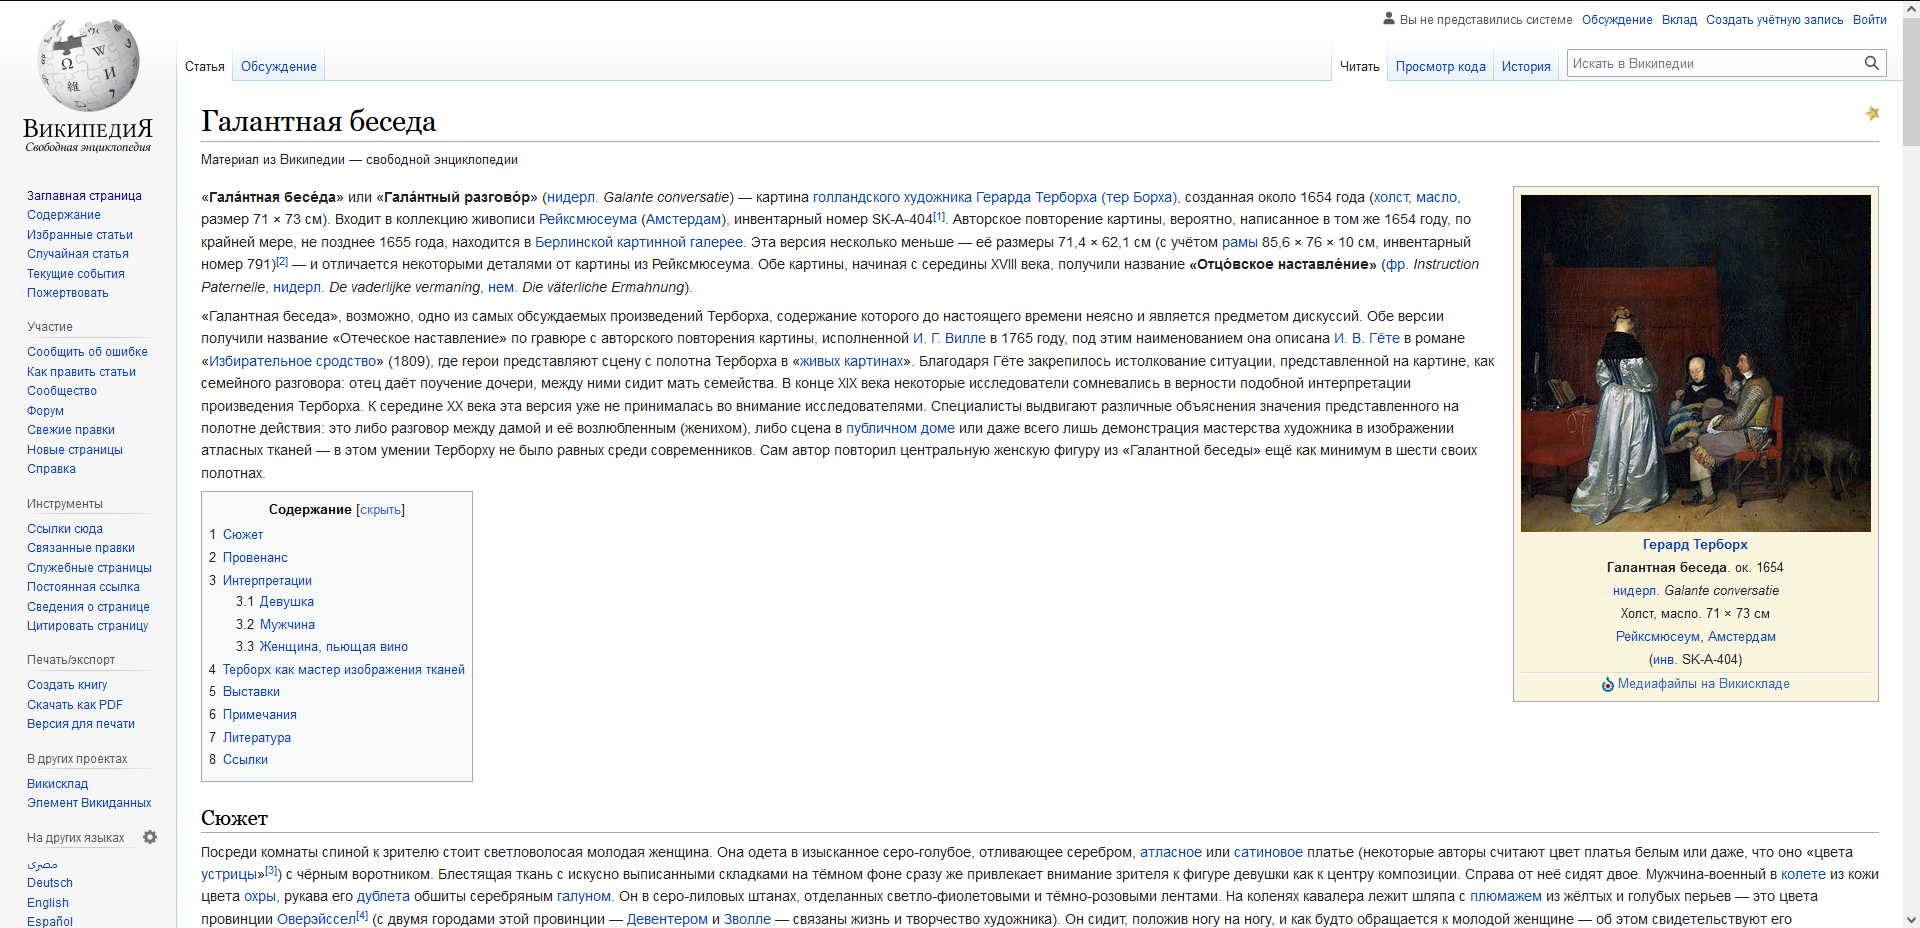 Вы не представились системе Обсуждение Вклад Создать учётную запись Войти
Статья Обсуждение Читать Просмотр кода История Искать в Википедии
ВикипедиЯ
Свободная энциклопедия
Галантная беседа
Материал из Википедии — свободной энциклопедии
Заглавная страница
Содержание
Избранные статьи
Случайная статья
Текущие события
Пожертвовать
Участие
Сообщить об ошибке
Как править статьи
Сообщество
Форум
Свежие правки
Новые страницы
Справка
Инструменты
Ссылки сюда
Связанные правки
Служебные страницы
Постоянная ссылка
Сведения о странице
Цитировать страницу
Печать/экспорт
Создать книгу
Скачать как PDF
Версия для печати
В других проектах
Викисклад
Элемент Викиданных
На других языках
مصرى
Deutsch
English
Español
«Гала́нтная бесе́да» или «Гала́нтный разгово́р» (нидерл. Galante conversatie) — картина голландского художника Герарда Терборха (тер Борха), созданная около 1654 года (холст, масло,
размер 71 × 73 см). Входит в коллекцию живописи Рейксмюсеума (Амстердам), инвентарный номер SK-A-404[1]. Авторское повторение картины, вероятно, написанное в том же 1654 году, по
крайней мере, не позднее 1655 года, находится в Берлинской картинной галерее. Эта версия несколько меньше — её размеры 71,4 × 62,1 см (с учётом рамы 85,6 × 76 × 10 см, инвентарный
номер 791)[2] — и отличается некоторыми деталями от картины из Рейксмюсеума. Обе картины, начиная с середины XVIII века, получили название «Отцо́вское наставле́ние» (фр. Instruction
Paternelle, нидерл. De vaderlijke vermaning, нем. Die väterliche Ermahnung).
«Галантная беседа», возможно, одно из самых обсуждаемых произведений Терборха, содержание которого до настоящего времени неясно и является предметом дискуссий. Обе версии
получили название «Отеческое наставление» по гравюре с авторского повторения картины, исполненной И. Г. Вилле в 1765 году, под этим наименованием она описана И. В. Гёте в романе
«Избирательное сродство» (1809), где герои представляют сцену с полотна Терборха в «живых картинах». Благодаря Гёте закрепилось истолкование ситуации, представленной на картине, как
семейного разговора: отец даёт поучение дочери, между ними сидит мать семейства. В конце XIX века некоторые исследователи сомневались в верности подобной интерпретации
произведения Терборха. К середине XX века эта версия уже не принималась во внимание исследователями. Специалисты выдвигают различные объяснения значения представленного на
полотне действия: это либо разговор между дамой и её возлюбленным (женихом), либо сцена в публичном доме или даже всего лишь демонстрация мастерства художника в изображении
атласных тканей — в этом умении Терборху не было равных среди современников. Сам автор повторил центральную женскую фигуру из «Галантной беседы» ещё как минимум в шести своих
полотнах.
Герард Терборх
Галантная беседа. ок. 1654
нидерл. Galante conversatie
Холст, масло. 71 × 73 см
Рейксмюсеум, Амстердам
(инв. SK-A-404)
Медиафайлы на Викискладе
Содержание [скрыть]
1 Сюжет
2 Провенанс
3 Интерпретации
3.1 Девушка
3.2 Мужчина
3.3 Женщина, пьющая вино
4 Терборх как мастер изображения тканей
5 Выставки
6 Примечания
7 Литература
8 Ссылки
Сюжет
Посреди комнаты спиной к зрителю стоит светловолосая молодая женщина. Она одета в изысканное серо-голубое, отливающее серебром, атласное или сатиновое платье (некоторые авторы считают цвет платья белым или даже, что оно «цвета
устрицы»[3]) с чёрным воротником. Блестящая ткань с искусно выписанными складками на тёмном фоне сразу же привлекает внимание зрителя к фигуре девушки как к центру композиции. Справа от неё сидят двое. Мужчина-военный в колете из кожи
цвета охры, рукава его дублета обшиты серебряным галуном. Он в серо-лиловых штанах, отделанных светло-фиолетовыми и тёмно-розовыми лентами. На коленях кавалера лежит шляпа с плюмажем из жёлтых и голубых перьев — это цвета
провинции Оверэйссел[4] (с двумя городами этой провинции — Девентером и Зволле — связаны жизнь и творчество художника). Он сидит, положив ногу на ногу, и как будто обращается к молодой женщине — об этом свидетельствуют его